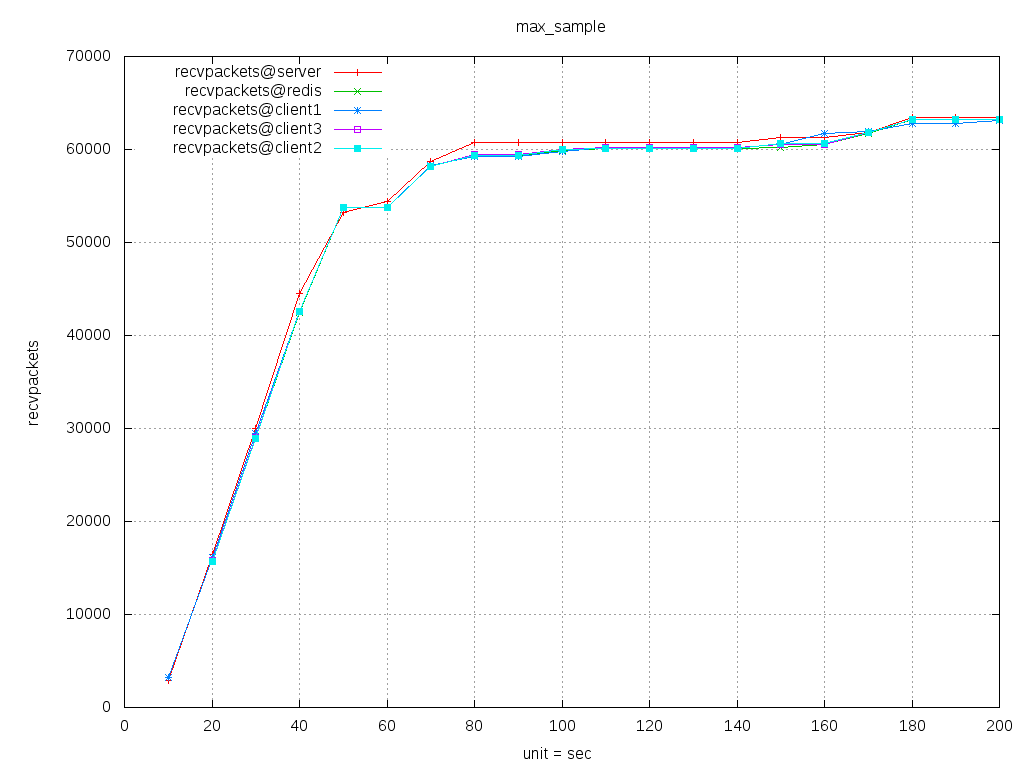 max_sample
70000
60000
50000
40000
30000
20000
10000
0
recvpackets@server
recvpackets@redis
recvpackets@client1
recvpackets@client3
recvpackets@client2
recvpackets
0 20 40 60 80 100 120 140 160 180 200
unit = sec